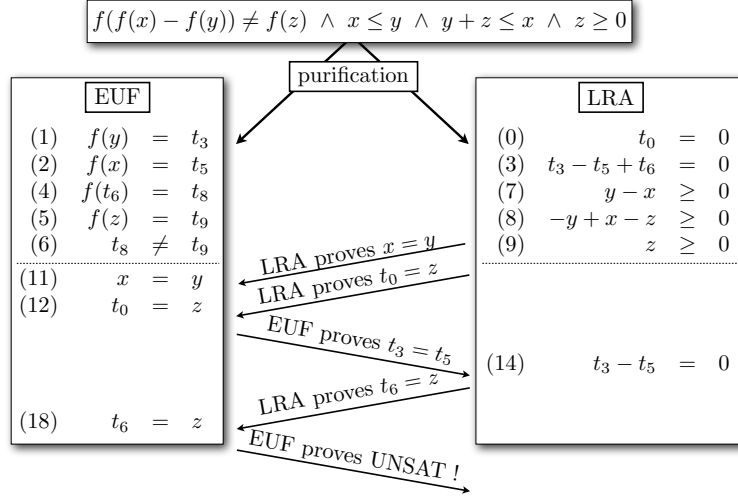 f(f(x) − f(y)) ≠ f(z) ∧ x ≤ y ∧ y + z ≤ x ∧ z ≥ 0
purification
EUF
(1) f(y) = t₃
(2) f(x) = t₅
(4) f(t₆) = t₈
(5) f(z) = t₉
(6) t₈ ≠ t₉
(11) x = y
(12) t₀ = z
(18) t₆ = z
LRA proves x = y
LRA proves t₀ = z
EUF proves t₃ = t₅
LRA proves t₆ = z
EUF proves UNSAT !
LRA
(0) t₀ = 0
(3) t₃ − t₅ + t₆ = 0
(7) y − x ≥ 0
(8) −y + x − z ≥ 0
(9) z ≥ 0
(14) t₃ − t₅ = 0